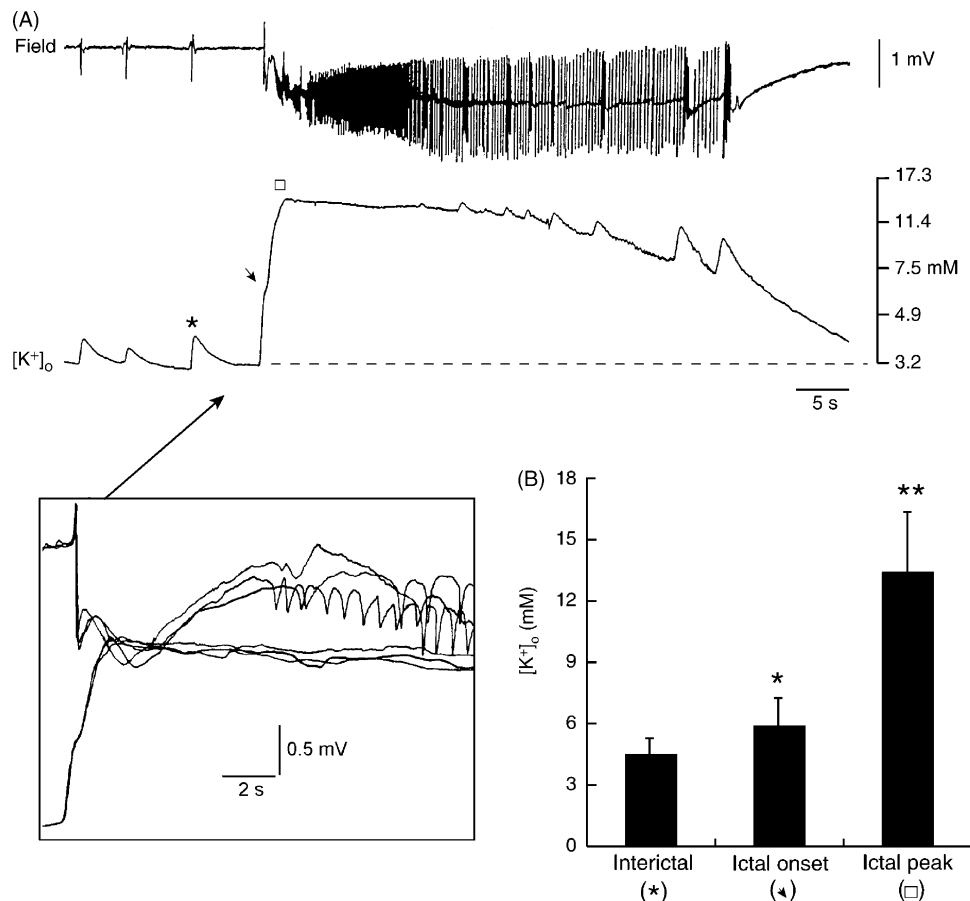 (A)
Field
1 mV
17.3
11.4
7.5 mM
4.9
3.2
□
*
[K⁺]ₒ
5 s
0.5 mV
2 s
(B)
18
15
12
9
6
3
0
[K⁺]ₒ (mM)
*
**
Interictal
(*)
Ictal onset
(↘)
Ictal peak
(□)